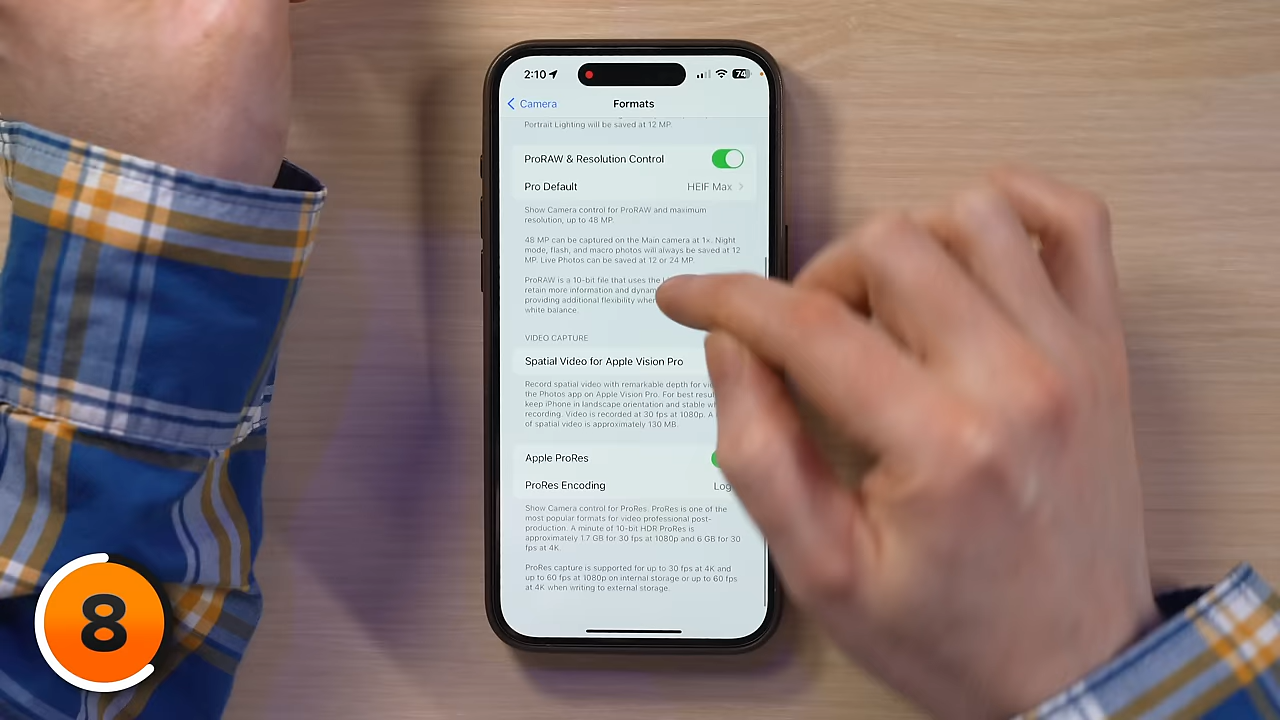 2:10
74
Camera
Formats
Portrait Lighting will be saved at 12 MP.
ProRAW & Resolution Control
Pro Default
HEIF Max
Show Camera control for ProRAW and maximum
resolution, up to 48 MP.
48 MP can be captured on the Main camera at 1x. Night
mode, flash, and macro photos will always be saved at 12
MP. Live Photos can be saved at 12 or 24 MP.
ProRAW is a 10-bit file that uses the
retain more information and
providing additional flexibility
white balance.
VIDEO CAPTURE
Spatial Video for Apple Vision Pro
Record spatial video with remarkable depth for
the Photos app on Apple Vision Pro. For best
keep iPhone in landscape orientation and stable
recording. Video is recorded at 30 fps at 1080p. A
of spatial video is approximately 130 MB.
Apple ProRes
ProRes Encoding
Log
Show Camera control for ProRes. ProRes is one of the
most popular formats for video professional post-
production. A minute of 10-bit HDR ProRes is
approximately 1.7 GB for 30 fps at 1080p and 6 GB for 30
fps at 4K.
ProRes capture is supported for up to 30 fps at 4K and
up to 60 fps at 1080p on internal storage or up to 60 fps
at 4K when writing to external storage.
8